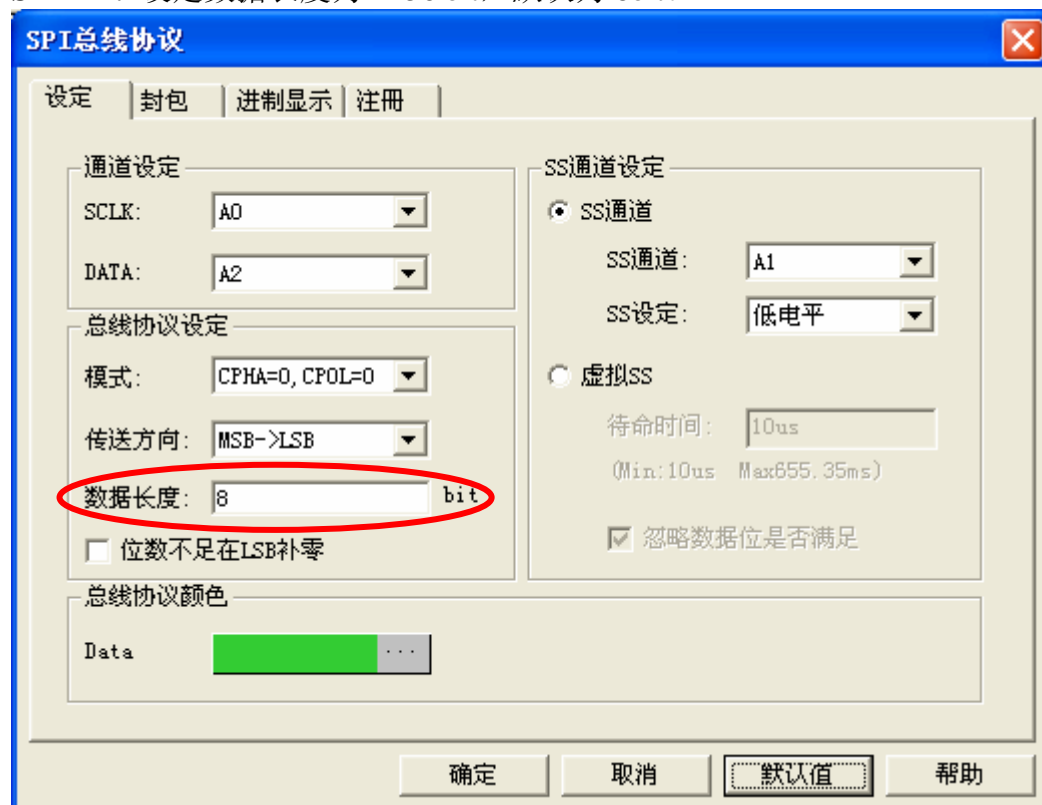 SPI总线协议
设定 封包 进制显示 注册
通道设定
SCLK: A0
DATA: A2
总线协议设定
模式: CPHA=0,CPOL=0
传送方向: MSB->LSB
数据长度: 8 bit
位数不足在LSB补零
SS通道设定
SS通道
SS通道: A1
SS设定: 低电平
虚拟SS
待命时间: 10us
(Min:10us Max655.35ms)
忽略数据位是否满足
总线协议颜色
Data ...
确定 取消 默认值 帮助